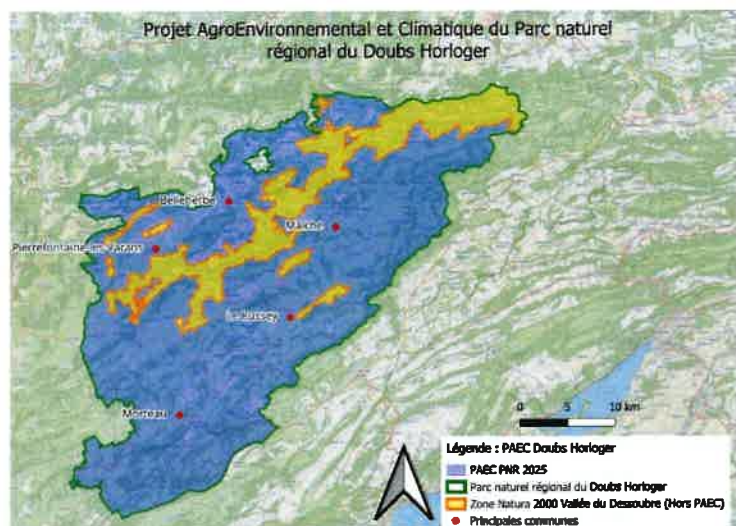 Projet AgroEnvironnemental et Climatique du Parc naturel
régional du Doubs Horloger
Belleherbe
Maîche
Pierrefontaine-les-Varans
Le Russey
Morteau
0 5 10 km
Légende : PAEC Doubs Horloger
PAEC PNR 2025
Parc naturel régional du Doubs Horloger
Zone Natura 2000 Vallée du Dessoubre (Hors PAEC)
Principales communes